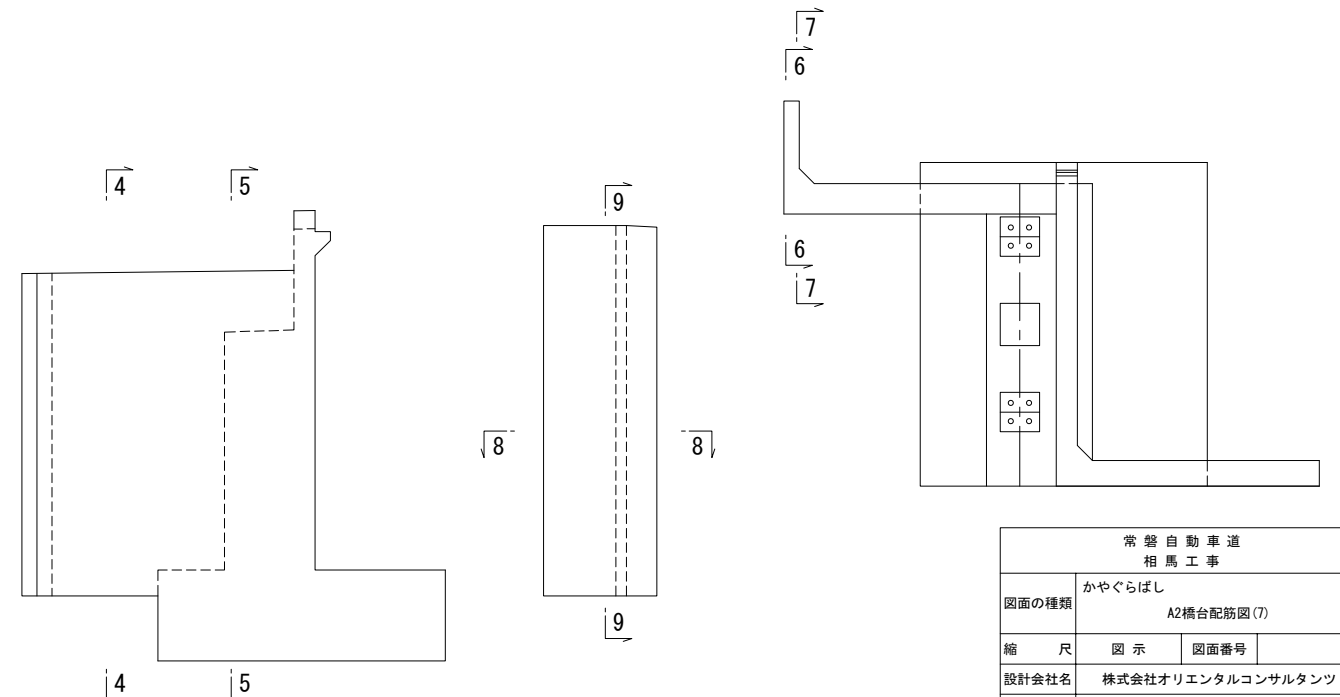 7
6
4
5
9
6
7
8
8
9
4
5
常磐自動車道
相馬工事
図面の種類
かやぐらばし
A2橋台配筋図(7)
縮 尺
図 示
図面番号
設計会社名
株式会社オリエンタルコンサルタンツ